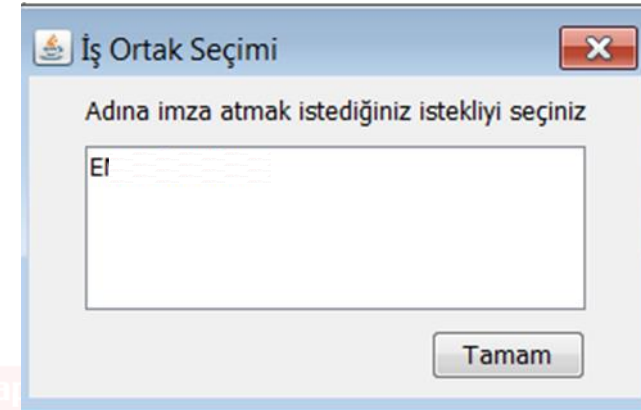 İş Ortak Seçimi
Adına imza atmak istediğiniz istekliyi seçiniz
Tamam